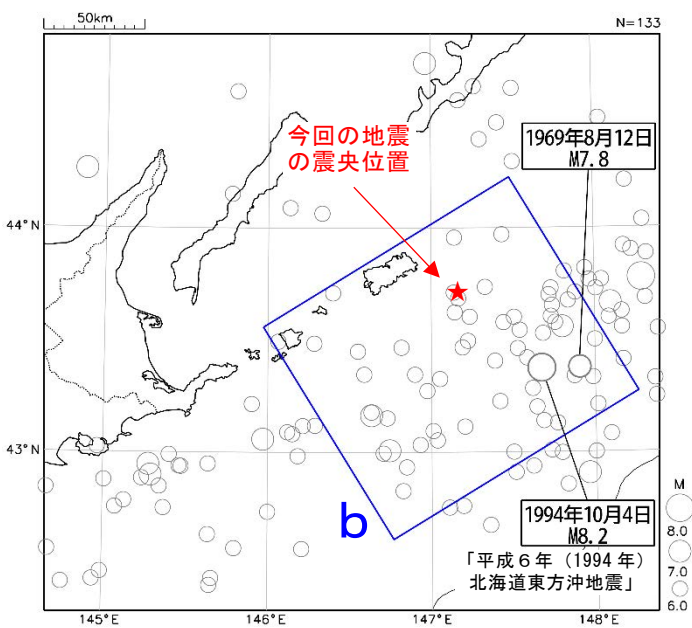 50km
N=133
今回の地震
の震央位置
1969年8月12日
M7.8
44°N
43°N
b
1994年10月4日
M8.2
「平成6年（1994年）
北海道東方沖地震」
M
8.0
7.0
6.0
145°E
146°E
147°E
148°E